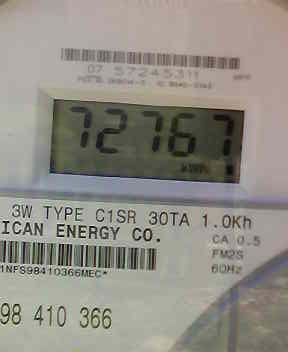 07 57245311
72767
3W TYPE C1SR 30TA 1.0Kh
ICAN ENERGY CO.
CA 0.5
FM2S
60Hz
1NFS98410366MEC*
98 410 366